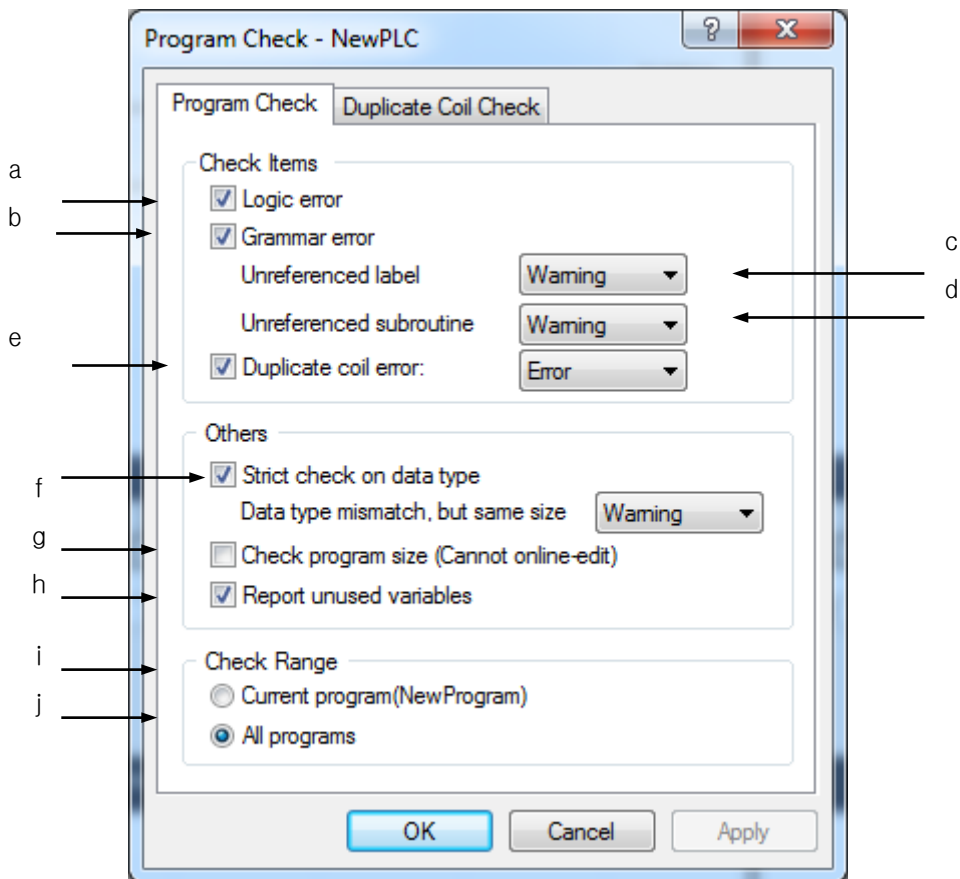 Program Check - NewPLC
?
Program Check
Duplicate Coil Check
Check Items
a
Logic error
b
Grammar error
c
Unreferenced label Warning
d
Unreferenced subroutine Warning
e
Duplicate coil error: Error
Others
f
Strict check on data type
Data type mismatch, but same size Warning
g
Check program size (Cannot online-edit)
h
Report unused variables
i
Check Range
Current program(NewProgram)
j
All programs
OK
Cancel
Apply